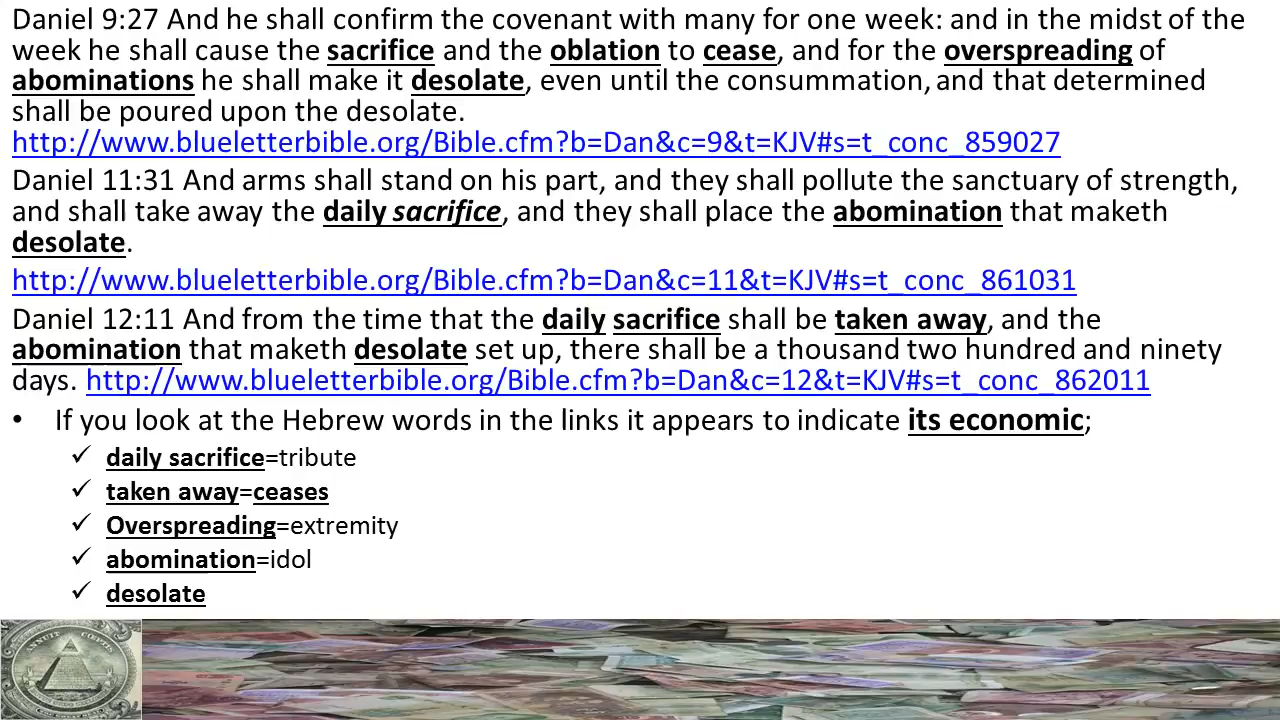 Daniel 9:27 And he shall confirm the covenant with many for one week: and in the midst of the
week he shall cause the sacrifice and the oblation to cease, and for the overspreading of
abominations he shall make it desolate, even until the consummation, and that determined
shall be poured upon the desolate.
http://www.blueletterbible.org/Bible.cfm?b=Dan&c=9&t=KJV#s=t_conc_859027
Daniel 11:31 And arms shall stand on his part, and they shall pollute the sanctuary of strength,
and shall take away the daily sacrifice, and they shall place the abomination that maketh
desolate.
http://www.blueletterbible.org/Bible.cfm?b=Dan&c=11&t=KJV#s=t_conc_861031
Daniel 12:11 And from the time that the daily sacrifice shall be taken away, and the
abomination that maketh desolate set up, there shall be a thousand two hundred and ninety
days. http://www.blueletterbible.org/Bible.cfm?b=Dan&c=12&t=KJV#s=t_conc_862011
• If you look at the Hebrew words in the links it appears to indicate its economic;
✓ daily sacrifice=tribute
✓ taken away=ceases
✓ Overspreading=extremity
✓ abomination=idol
✓ desolate
ANNUIT CŒPTIS